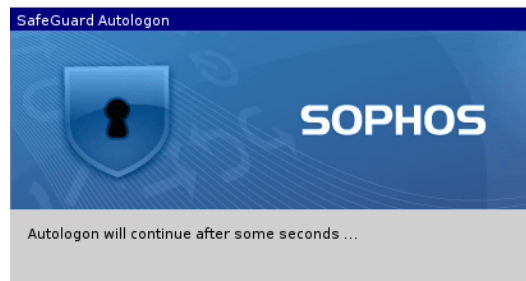 SafeGuard Autologon
SOPHOS
Autologon will continue after some seconds ...